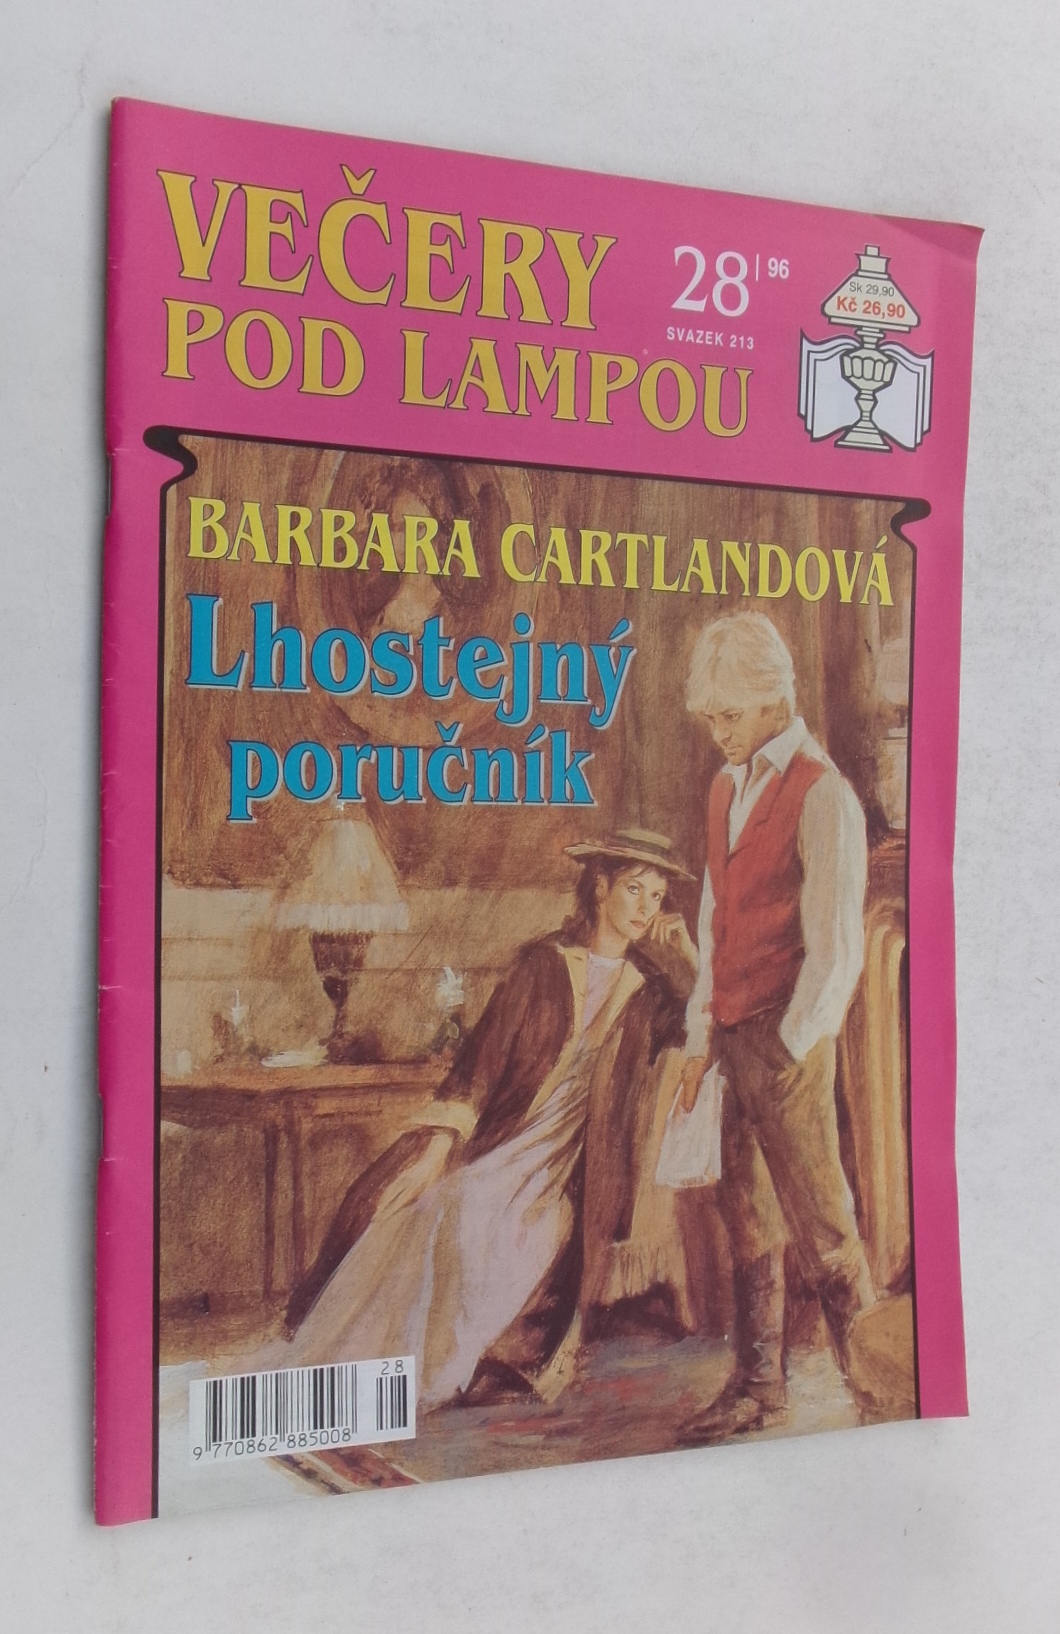 VEČERY
POD LAMPOU
28 | 96
SVAZEK 213
Sk 29,90
Kč 26,90
BARBARA CARTLANDOVÁ
Lhostejný
poručník
28
9 770862 885008